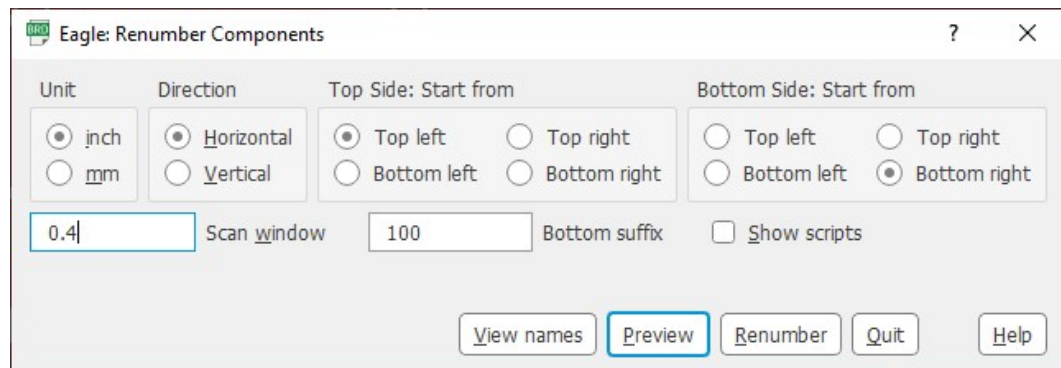 BRD Eagle: Renumber Components ? ×
Unit Direction Top Side: Start from Bottom Side: Start from
inch Horizontal Top left Top right Top left Top right
mm Vertical Bottom left Bottom right Bottom left Bottom right
0.4 Scan window 100 Bottom suffix Show scripts
View names Preview Renumber Quit Help